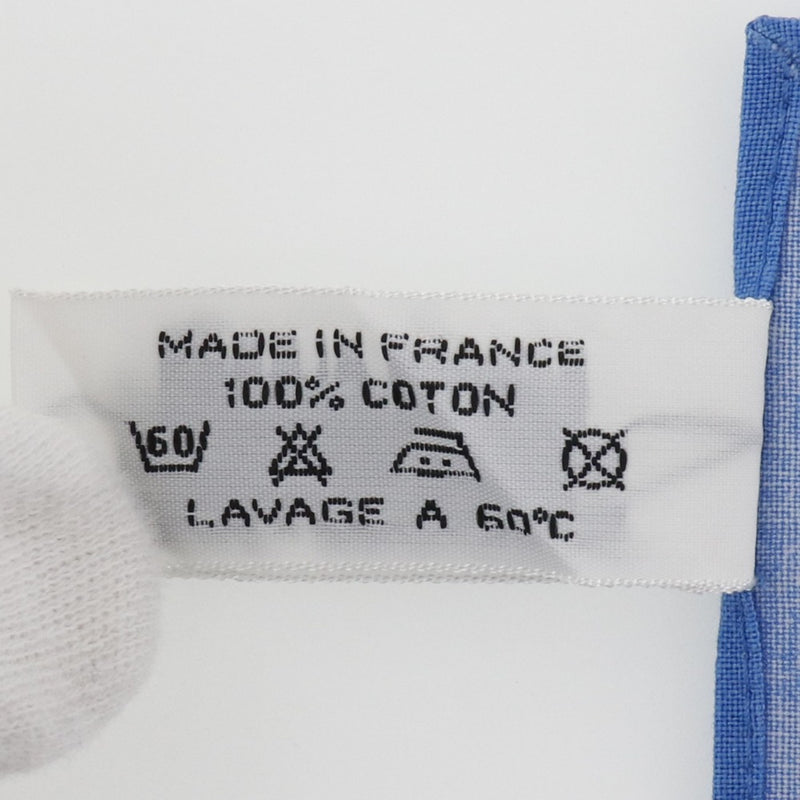 MADE IN FRANCE
100% COTON
60
LAVAGE A 60°C